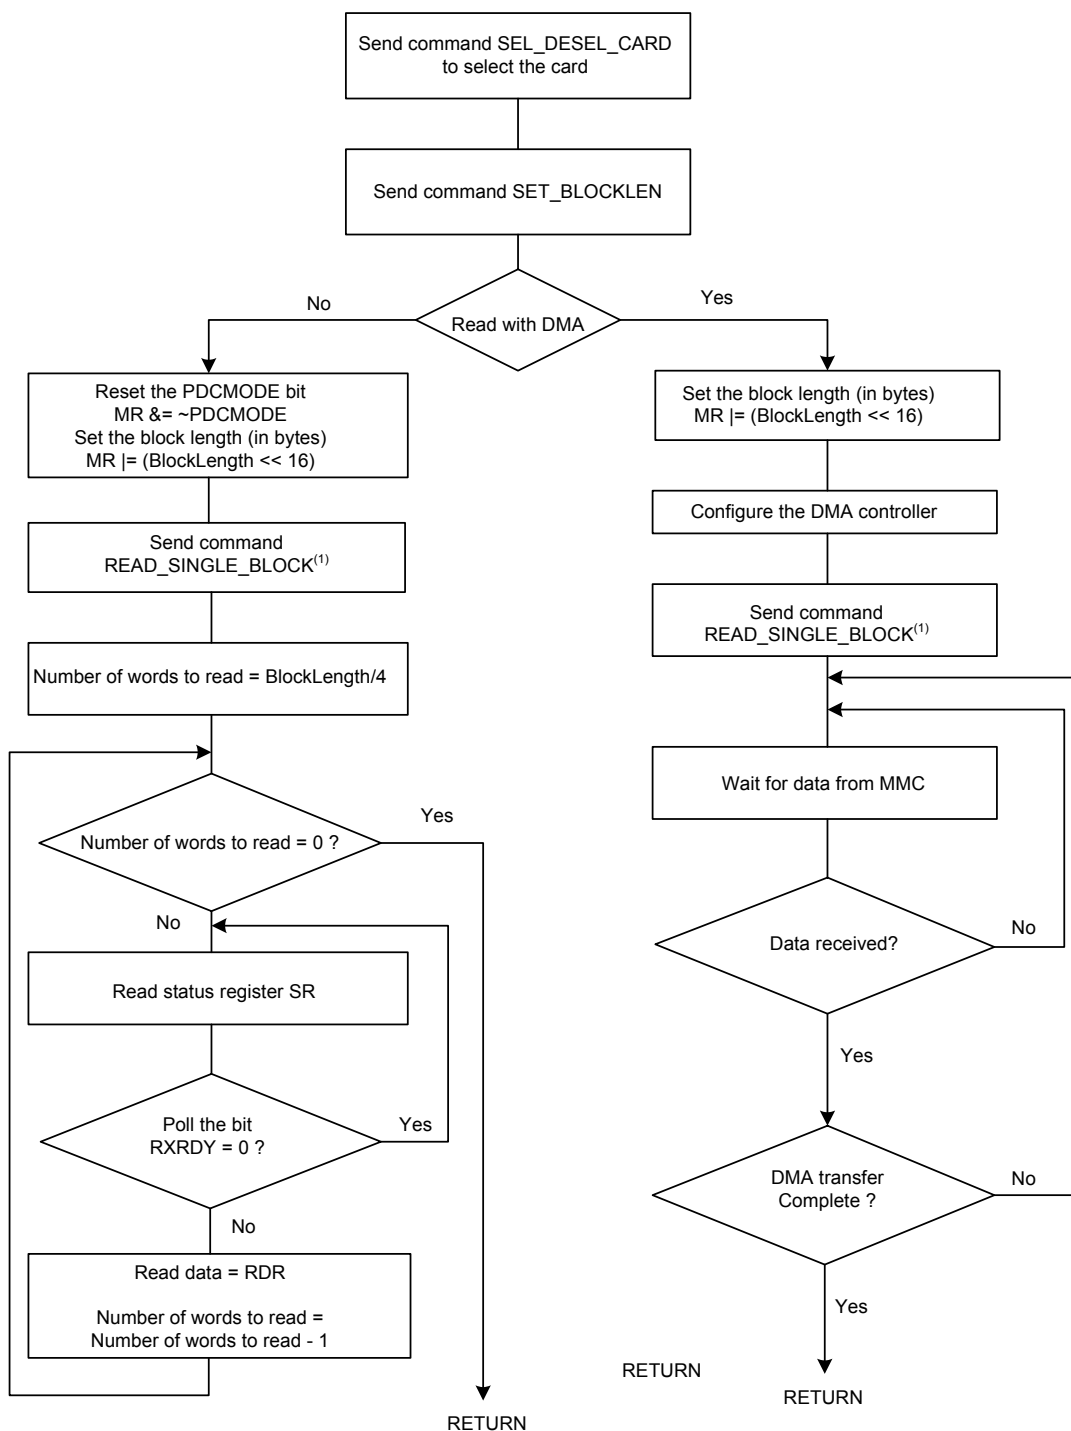 Send command SEL_DESEL_CARD
to select the card
Send command SET_BLOCKLEN
No
Yes
Read with DMA
Reset the PDCMODE bit
MR &= ~PDCMODE
Set the block length (in bytes)
MR |= (BlockLength << 16)
Send command
READ_SINGLE_BLOCK(1)
Number of words to read = BlockLength/4
Number of words to read = 0 ?
Yes
No
Read status register SR
Poll the bit
RXRDY = 0 ?
Yes
No
Read data = RDR
Number of words to read =
Number of words to read - 1
RETURN
Set the block length (in bytes)
MR |= (BlockLength << 16)
Configure the DMA controller
Send command
READ_SINGLE_BLOCK(1)
Wait for data from MMC
Data received?
No
Yes
DMA transfer
Complete ?
No
Yes
RETURN
RETURN